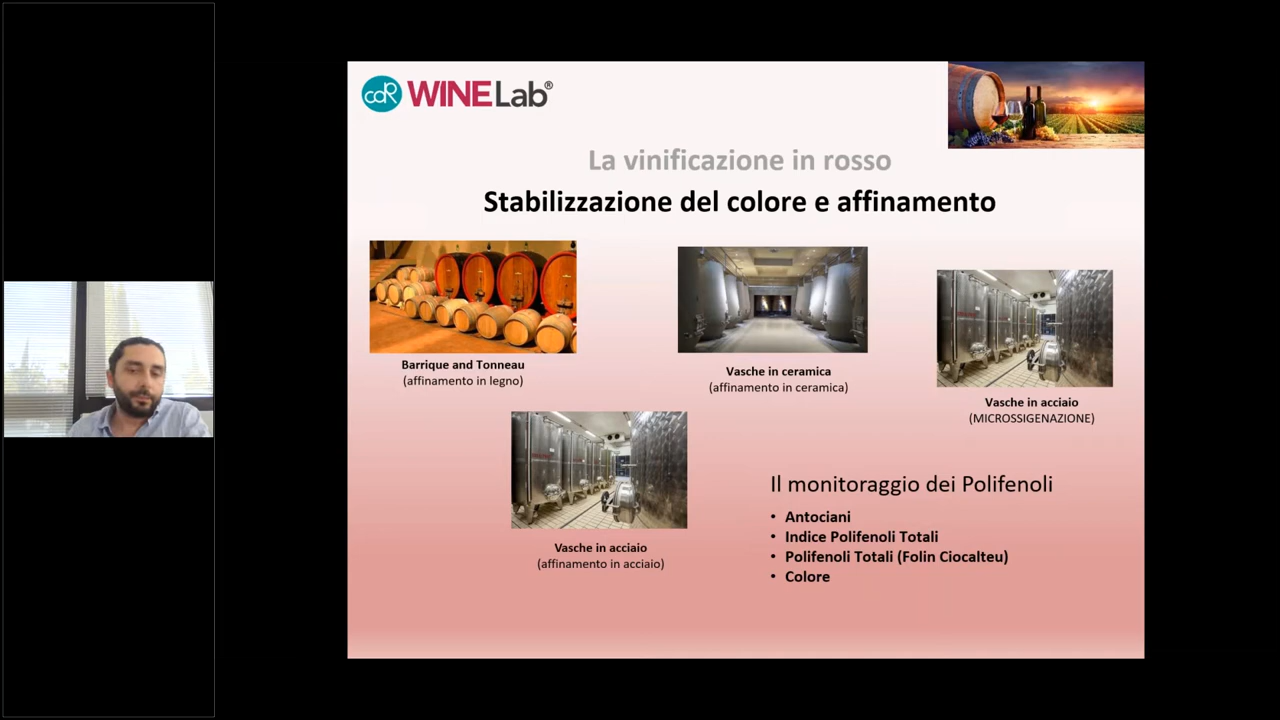 cdR WINELab®
La vinificazione in rosso
Stabilizzazione del colore e affinamento
Barrique and Tonneau
(affinamento in legno)
Vasche in ceramica
(affinamento in ceramica)
Vasche in acciaio
(MICROSSIGENAZIONE)
Vasche in acciaio
(affinamento in acciaio)
Il monitoraggio dei Polifenoli
• Antociani
• Indice Polifenoli Totali
• Polifenoli Totali (Folin Ciocalteu)
• Colore